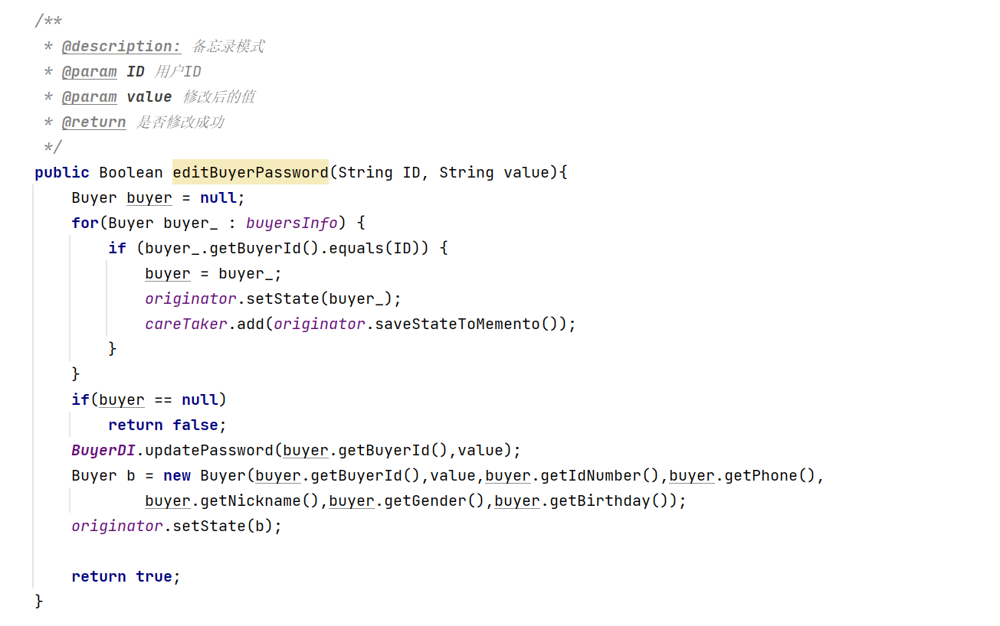 /**
 * @description: 备忘录模式
 * @param ID 用户ID
 * @param value 修改后的值
 * @return 是否修改成功
 */
public Boolean editBuyerPassword(String ID, String value){
    Buyer buyer = null;
    for(Buyer buyer_ : buyersInfo) {
        if (buyer_.getBuyerId().equals(ID)) {
            buyer = buyer_;
            originator.setState(buyer_);
            careTaker.add(originator.saveStateToMemento());
        }
    }
    if(buyer == null)
        return false;
    BuyerDI.updatePassword(buyer.getBuyerId(),value);
    Buyer b = new Buyer(buyer.getBuyerId(),value,buyer.getIdNumber(),buyer.getPhone(),
            buyer.getNickname(),buyer.getGender(),buyer.getBirthday());
    originator.setState(b);

    return true;
}